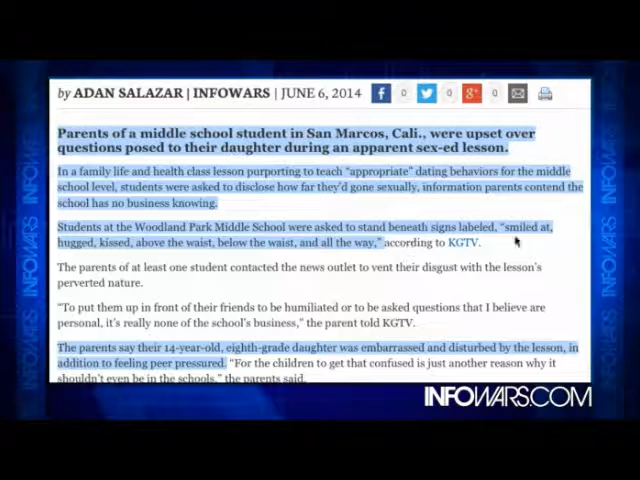 by ADAN SALAZAR | INFOWARS | JUNE 6, 2014 f 0 0 g+ 0
Parents of a middle school student in San Marcos, Cali., were upset over
questions posed to their daughter during an apparent sex-ed lesson.
In a family life and health class lesson purporting to teach “appropriate” dating behaviors for the middle
school level, students were asked to disclose how far they’d gone sexually, information parents contend the
school has no business knowing.
Students at the Woodland Park Middle School were asked to stand beneath signs labeled, “smiled at,
hugged, kissed, above the waist, below the waist, and all the way,” according to KGTV.
The parents of at least one student contacted the news outlet to vent their disgust with the lesson’s
perverted nature.
“To put them up in front of their friends to be humiliated or to be asked questions that I believe are
personal, it’s really none of the school’s business,” the parent told KGTV.
The parents say their 14-year-old, eighth-grade daughter was embarrassed and disturbed by the lesson, in
addition to feeling peer pressured. “For the children to get that confused is just another reason why it
shouldn’t even be in the schools,” the parents said.
INFOWARS.COM
INFOWARS
INFOWARS